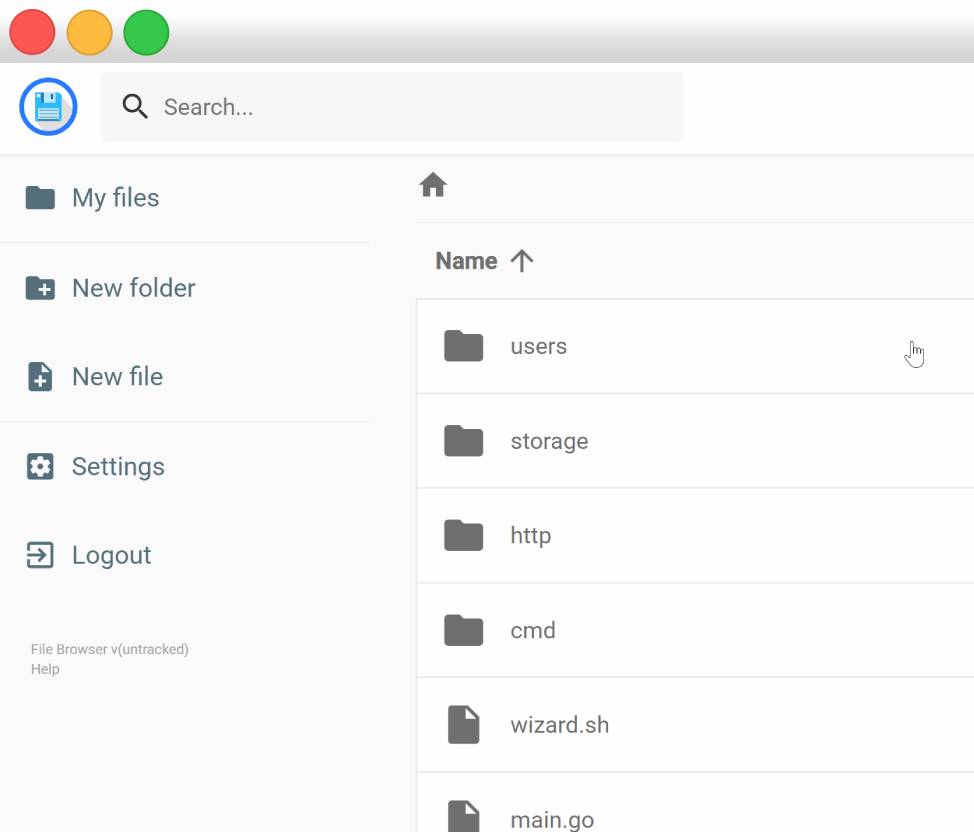 Search...
My files
New folder
New file
Settings
Logout
File Browser v(untracked)
Help
Name
users
storage
http
cmd
wizard.sh
main.go